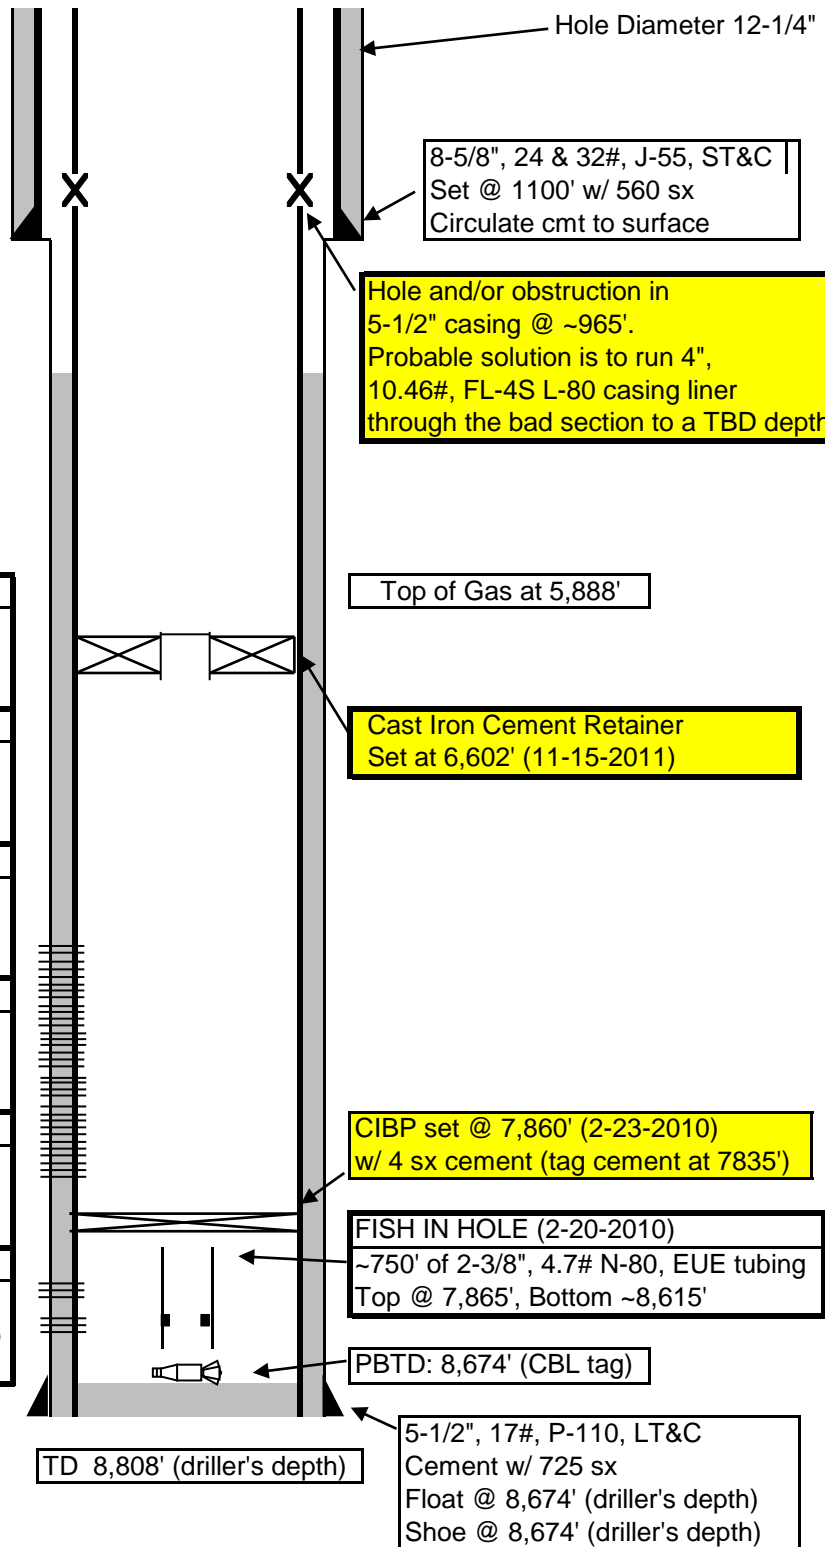 Hole Diameter 12-1/4"
8-5/8", 24 & 32#, J-55, ST&C
Set @ 1100' w/ 560 sx
Circulate cmt to surface
Hole and/or obstruction in
5-1/2" casing @ ~965'.
Probable solution is to run 4",
10.46#, FL-4S L-80 casing liner
through the bad section to a TBD depth
Top of Gas at 5,888'
Cast Iron Cement Retainer
Set at 6,602' (11-15-2011)
CIBP set @ 7,860' (2-23-2010)
w/ 4 sx cement (tag cement at 7835')
FISH IN HOLE (2-20-2010)
~750' of 2-3/8", 4.7# N-80, EUE tubing
Top @ 7,865', Bottom ~8,615'
PBTD: 8,674' (CBL tag)
5-1/2", 17#, P-110, LT&C
Cement w/ 725 sx
Float @ 8,674' (driller's depth)
Shoe @ 8,674' (driller's depth)
TD 8,808' (driller's depth)